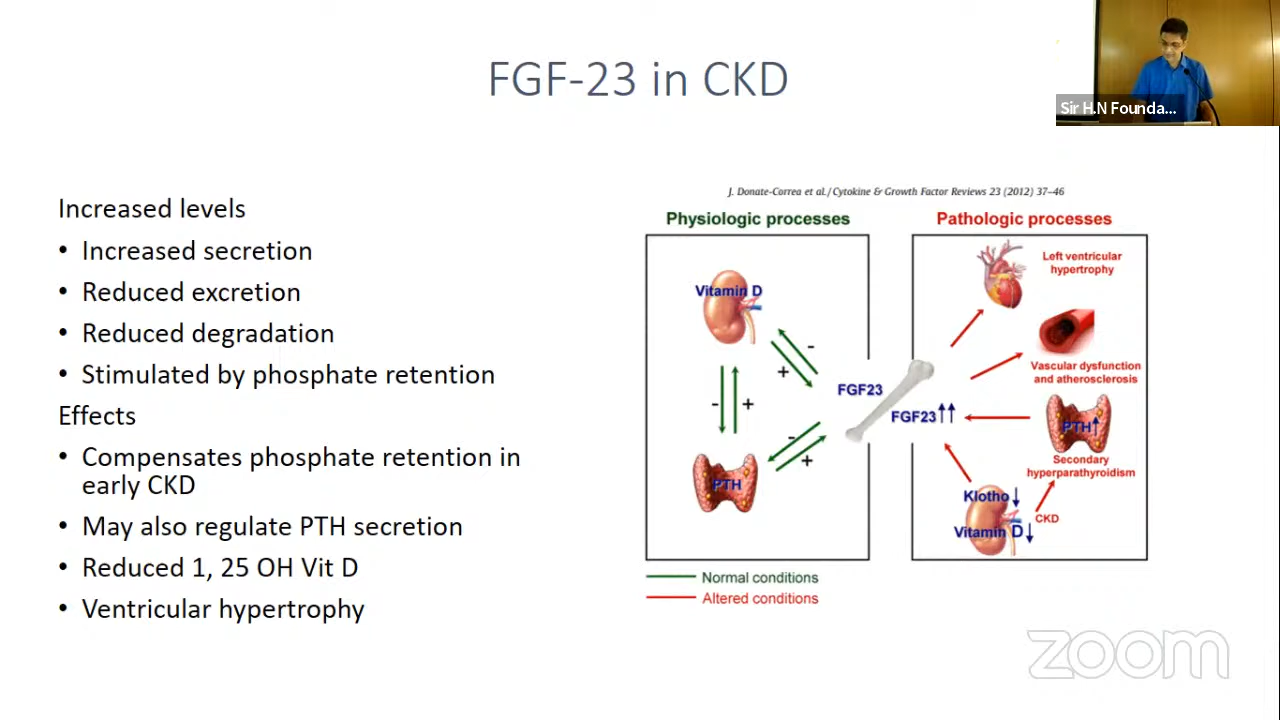 FGF-23 in CKD
Sir H.N Founda...
Increased levels
• Increased secretion
• Reduced excretion
• Reduced degradation
• Stimulated by phosphate retention
Effects
• Compensates phosphate retention in
early CKD
• May also regulate PTH secretion
• Reduced 1, 25 OH Vit D
• Ventricular hypertrophy
J. Donate-Correa et al./Cytokine & Growth Factor Reviews 23 (2012) 37–46
Physiologic processes
Vitamin D
-
+
- +
FGF23
-
+
PTH
Pathologic processes
Left ventricular
hypertrophy
Vascular dysfunction
and atherosclerosis
FGF23
PTH
Secondary
hyperparathyroidism
Klotho
CKD
Vitamin D
Normal conditions
Altered conditions
zoom